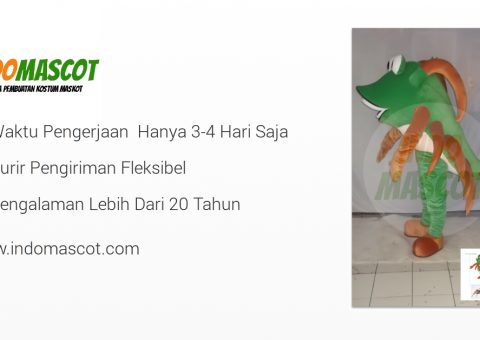 DOMASCOT
A PEMBUATAN KOSTUM MASKOT
Waktu Pengerjaan Hanya 3-4 Hari Saja
urir Pengiriman Fleksibel
engalaman Lebih Dari 20 Tahun
w.indomascot.com
MASCOT